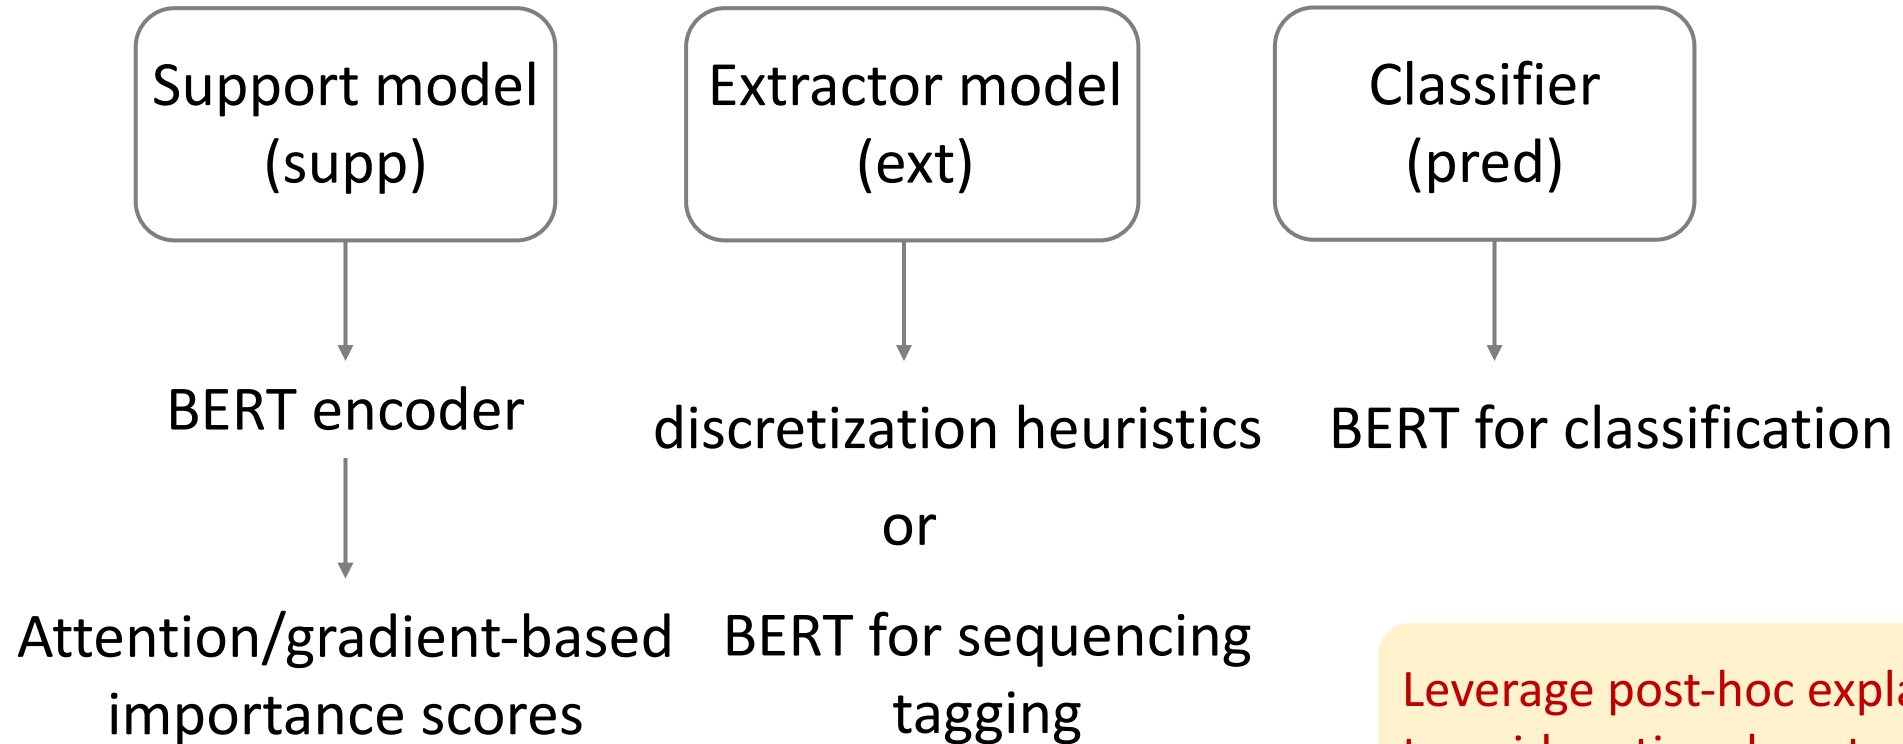 Support model
(supp)
Extractor model
(ext)
Classifier
(pred)
BERT encoder
discretization heuristics
BERT for classification
or
Attention/gradient-based
importance scores
BERT for sequencing
tagging
Leverage post-hoc